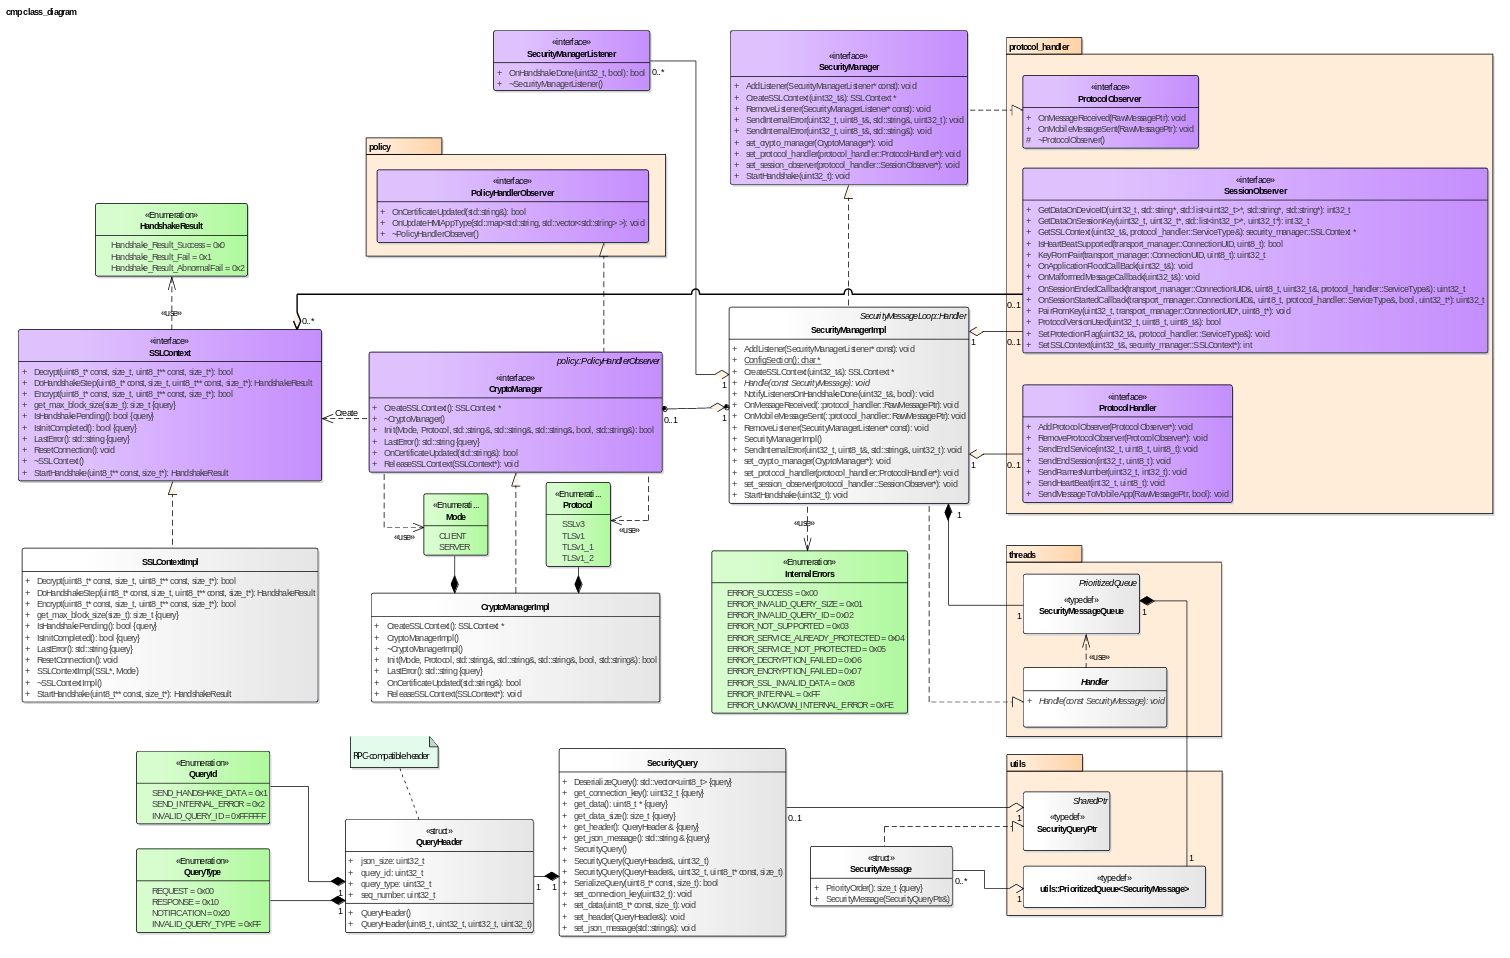 cmp class_diagram
«interface»
SecurityManagerListener
+ OnHandshakeDone(uint32_t, bool): bool
+ ~SecurityManagerListener()
0..*
«interface»
SecurityManager
+ AddListener(SecurityManagerListener* const): void
+ CreateSSLContext(uint32_t&): SSLContext *
+ RemoveListener(SecurityManagerListener* const): void
+ SendInternalError(uint32_t, uint8_t&, std::string&, uint32_t): void
+ SendInternalError(uint32_t, uint8_t&, std::string&): void
+ set_crypto_manager(CryptoManager*): void
+ set_protocol_handler(protocol_handler::ProtocolHandler*): void
+ set_session_observer(protocol_handler::SessionObserver*): void
+ StartHandshake(uint32_t): void
protocol_handler
«interface»
ProtocolObserver
+ OnMessageReceived(RawMessagePtr): void
+ OnMobileMessageSent(RawMessagePtr): void
# ~ProtocolObserver()
«interface»
SessionObserver
+ GetDataOnDeviceID(uint32_t, std::string*, std::list<uint32_t>*, std::string*, std::string*): int32_t
+ GetDataOnSessionKey(uint32_t, uint32_t*, std::list<int32_t>*, uint32_t*): int32_t
+ GetSSLContext(uint32_t&, protocol_handler::ServiceType&): security_manager::SSLContext *
+ IsHeartBeatSupported(transport_manager::ConnectionUID, uint8_t): bool
+ KeyFromPair(transport_manager::ConnectionUID, uint8_t): uint32_t
+ OnApplicationFloodCallBack(uint32_t&): void
+ OnMalformedMessageCallback(uint32_t&): void
+ OnSessionEndedCallback(transport_manager::ConnectionUID&, uint8_t, uint32_t&, protocol_handler::ServiceType&): uint32_t
+ OnSessionStartedCallback(transport_manager::ConnectionUID&, uint8_t, protocol_handler::ServiceType&, bool, uint32_t*): uint32_t
+ PairFromKey(uint32_t, transport_manager::ConnectionUID*, uint8_t*): void
+ ProtocolVersionUsed(uint32_t, uint8_t, uint8_t&): bool
+ SetProtectionFlag(uint32_t&, protocol_handler::ServiceType&): void
+ SetSSLContext(uint32_t&, security_manager::SSLContext*): int
0..1
0..1
«interface»
ProtocolHandler
+ AddProtocolObserver(ProtocolObserver*): void
+ RemoveProtocolObserver(ProtocolObserver*): void
+ SendEndService(int32_t, uint8_t, uint8_t): void
+ SendEndSession(int32_t, uint8_t): void
+ SendFramesNumber(uint32_t, int32_t): void
+ SendHeartBeat(int32_t, uint8_t): void
+ SendMessageToMobileApp(RawMessagePtr, bool): void
0..1
policy
«interface»
PolicyHandlerObserver
+ OnCertificateUpdated(std::string&): bool
+ OnUpdateHMIAppType(std::map<std::string, std::vector<std::string> >): void
+ ~PolicyHandlerObserver()
«Enumeration»
HandshakeResult
Handshake_Result_Success = 0x0
Handshake_Result_Fail = 0x1
Handshake_Result_AbnormalFail = 0x2
«use»
0..*
«interface»
SSLContext
+ Decrypt(uint8_t* const, size_t, uint8_t** const, size_t*): bool
+ DoHandshakeStep(uint8_t* const, size_t, uint8_t** const, size_t*): HandshakeResult
+ Encrypt(uint8_t* const, size_t, uint8_t** const, size_t*): bool
+ get_max_block_size(size_t): size_t {query}
+ IsHandshakePending(): bool {query}
+ IsInitCompleted(): bool {query}
+ LastError(): std::string {query}
+ ResetConnection(): void
+ ~SSLContext()
+ StartHandshake(uint8_t** const, size_t*): HandshakeResult
Create
policy::PolicyHandlerObserver
«interface»
CryptoManager
+ CreateSSLContext(): SSLContext *
+ ~CryptoManager()
+ Init(Mode, Protocol, std::string&, std::string&, std::string&, bool, std::string&): bool
+ LastError(): std::string {query}
+ OnCertificateUpdated(std::string&): bool
+ ReleaseSSLContext(SSLContext*): void
0..1
1
1
SecurityMessageLoop::Handler
SecurityManagerImpl
+ AddListener(SecurityManagerListener* const): void
+ ConfigSection(): char *
+ CreateSSLContext(uint32_t&): SSLContext *
+ Handle(const SecurityMessage): void
+ NotifyListenersOnHandshakeDone(uint32_t&, bool): void
+ OnMessageReceived(::protocol_handler::RawMessagePtr): void
+ OnMobileMessageSent(::protocol_handler::RawMessagePtr): void
+ RemoveListener(SecurityManagerListener* const): void
+ SecurityManagerImpl()
+ SendInternalError(uint32_t, uint8_t&, std::string&, uint32_t): void
+ set_crypto_manager(CryptoManager*): void
+ set_protocol_handler(protocol_handler::ProtocolHandler*): void
+ set_session_observer(protocol_handler::SessionObserver*): void
+ StartHandshake(uint32_t): void
1
1
1
«use»
«Enumerati...
Mode
CLIENT
SERVER
«use»
«Enumerati...
Protocol
SSLv3
TLSv1
TLSv1_1
TLSv1_2
«use»
SSLContextImpl
+ Decrypt(uint8_t* const, size_t, uint8_t** const, size_t*): bool
+ DoHandshakeStep(uint8_t* const, size_t, uint8_t** const, size_t*): HandshakeResult
+ Encrypt(uint8_t* const, size_t, uint8_t** const, size_t*): bool
+ get_max_block_size(size_t): size_t {query}
+ IsHandshakePending(): bool {query}
+ IsInitCompleted(): bool {query}
+ LastError(): std::string {query}
+ ResetConnection(): void
+ SSLContextImpl(SSL*, Mode)
+ ~SSLContextImpl()
+ StartHandshake(uint8_t** const, size_t*): HandshakeResult
CryptoManagerImpl
+ CreateSSLContext(): SSLContext *
+ CryptoManagerImpl()
+ ~CryptoManagerImpl()
+ Init(Mode, Protocol, std::string&, std::string&, std::string&, bool, std::string&): bool
+ LastError(): std::string {query}
+ OnCertificateUpdated(std::string&): bool
+ ReleaseSSLContext(SSLContext*): void
«Enumeration»
InternalErrors
ERROR_SUCCESS = 0x00
ERROR_INVALID_QUERY_SIZE = 0x01
ERROR_INVALID_QUERY_ID = 0x02
ERROR_NOT_SUPPORTED = 0x03
ERROR_SERVICE_ALREADY_PROTECTED = 0x04
ERROR_SERVICE_NOT_PROTECTED = 0x05
ERROR_DECRYPTION_FAILED = 0x06
ERROR_ENCRYPTION_FAILED = 0x07
ERROR_SSL_INVALID_DATA = 0x08
ERROR_INTERNAL = 0xFF
ERROR_UNKWOWN_INTERNAL_ERROR = 0xFE
threads
PrioritizedQueue
«typedef»
SecurityMessageQueue
1
1
«use»
Handler
+ Handle(const SecurityMessage): void
«Enumeration»
QueryId
SEND_HANDSHAKE_DATA = 0x1
SEND_INTERNAL_ERROR = 0x2
INVALID_QUERY_ID = 0xFFFFFF
«Enumeration»
QueryType
REQUEST = 0x00
RESPONSE = 0x10
NOTIFICATION = 0x20
INVALID_QUERY_TYPE = 0xFF
1
1
RPC-compatible header
«struct»
QueryHeader
+ json_size: uint32_t
+ query_id: uint32_t
+ query_type: uint32_t
+ seq_number: uint32_t
+ QueryHeader()
+ QueryHeader(uint8_t, uint32_t, uint32_t, uint32_t)
1
1
SecurityQuery
+ DeserializeQuery(): std::vector<uint8_t> {query}
+ get_connection_key(): uint32_t {query}
+ get_data(): uint8_t * {query}
+ get_data_size(): size_t {query}
+ get_header(): QueryHeader & {query}
+ get_json_message(): std::string & {query}
+ SecurityQuery()
+ SecurityQuery(QueryHeader&, uint32_t)
+ SecurityQuery(QueryHeader&, uint32_t, uint8_t* const, size_t)
+ SerializeQuery(uint8_t* const, size_t): bool
+ set_connection_key(uint32_t): void
+ set_data(uint8_t* const, size_t): void
+ set_header(QueryHeader&): void
+ set_json_message(std::string&): void
0..1
«struct»
SecurityMessage
+ PriorityOrder(): size_t {query}
+ SecurityMessage(SecurityQueryPtr&)
0..*
utils
SharedPtr
«typedef»
SecurityQueryPtr
1
1
«typedef»
utils::PrioritizedQueue<SecurityMessage>
1